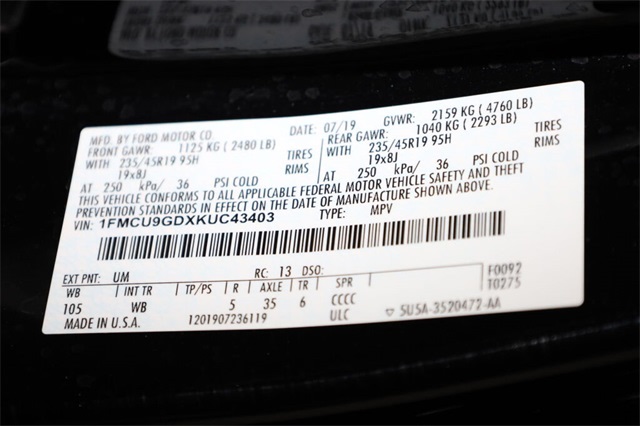 MFD. BY FORD MOTOR CO. DATE: 07/19 GVWR: 2159 KG ( 4760 LB)
FRONT GAWR: 1125 KG ( 2480 LB) REAR GAWR: 1040 KG ( 2293 LB)
WITH 235/45R19 95H TIRES WITH 235/45R19 95H TIRES
19x8J RIMS 19x8J RIMS
AT 250 kPa/ 36 PSI COLD AT 250 kPa/ 36 PSI COLD
THIS VEHICLE CONFORMS TO ALL APPLICABLE FEDERAL MOTOR VEHICLE SAFETY AND THEFT
PREVENTION STANDARDS IN EFFECT ON THE DATE OF MANUFACTURE SHOWN ABOVE.
VIN: 1FMCU9GDXKUC43403 TYPE: MPV
EXT PNT: UM RC: 13 DSO: F0092
WB INT TR TP/PS R AXLE TR SPR T0275
105 WB 5 35 6 CCCC
MADE IN U.S.A. 1201907236119 ULC 5U5A-3520472-AA